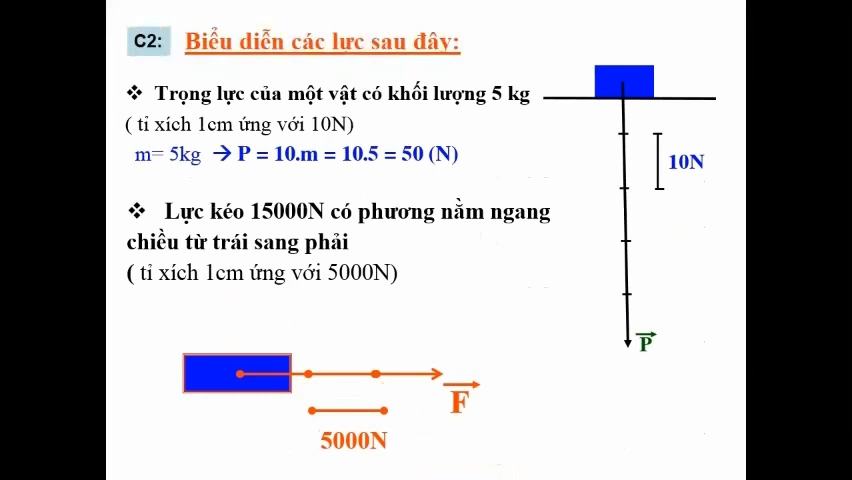 C2: Biểu diễn các lực sau đây:
❖ Trọng lực của một vật có khối lượng 5 kg
( tỉ xích 1cm ứng với 10N)
m= 5kg → P = 10.m = 10.5 = 50 (N)
10N
❖ Lực kéo 15000N có phương nằm ngang
chiều từ trái sang phải
( tỉ xích 1cm ứng với 5000N)
P
F
5000N